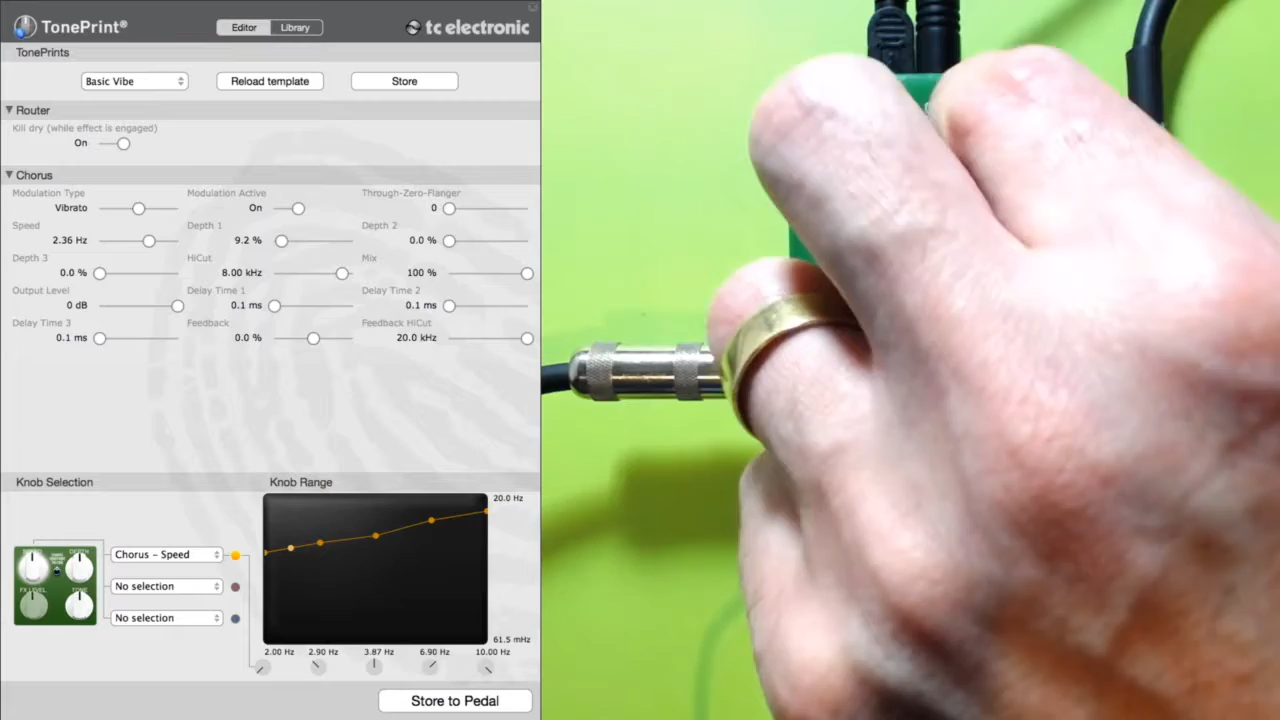 TonePrint®
Editor
Library
tc electronic
TonePrints
Basic Vibe
Reload template
Store
Router
Kill dry (while effect is engaged)
On
Chorus
Modulation Type
Modulation Active
Through-Zero-Flanger
Vibrato
On
0
Speed
Depth 1
Depth 2
2.36 Hz
9.2 %
0.0 %
Depth 3
HiCut
Mix
0.0 %
8.00 kHz
100 %
Output Level
Delay Time 1
Delay Time 2
0 dB
0.1 ms
0.1 ms
Delay Time 3
Feedback
Feedback HiCut
0.1 ms
0.0 %
20.0 kHz
Knob Selection
Knob Range
20.0 Hz
Chorus - Speed
DEPTH
No selection
FX LEVEL
TONE
No selection
61.5 mHz
2.00 Hz
2.90 Hz
3.87 Hz
6.90 Hz
10.00 Hz
Store to Pedal